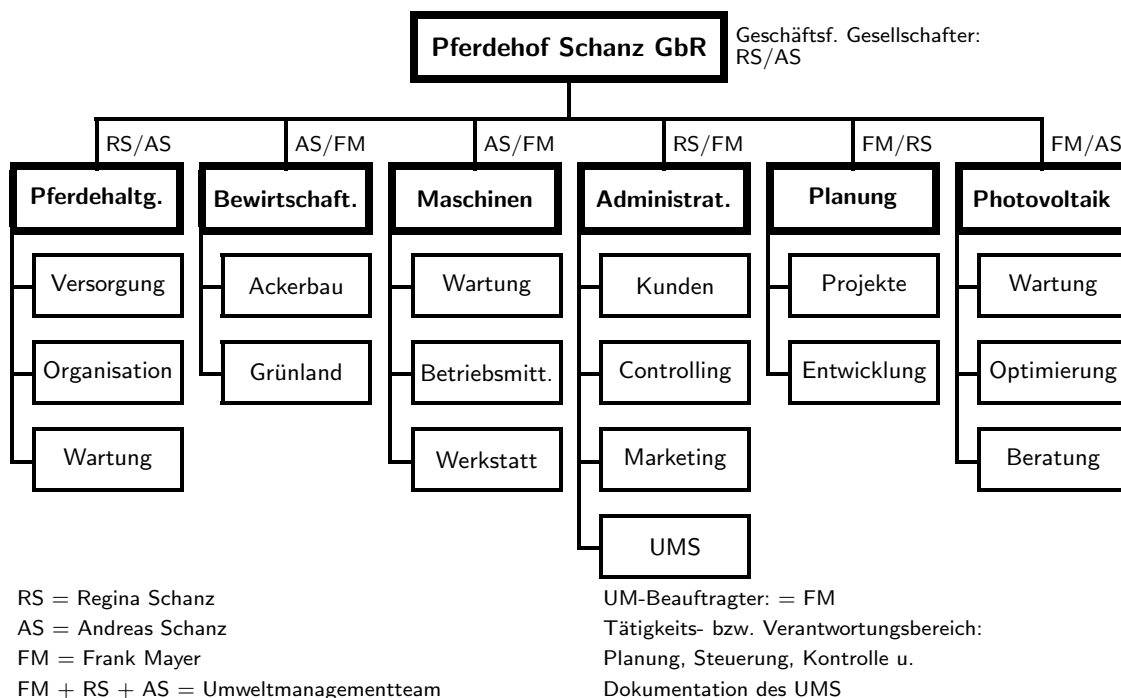 Pferdehof Schanz GbR
Geschäftsf. Gesellschafter:
RS/AS
RS/AS
AS/FM
AS/FM
RS/FM
FM/RS
FM/AS
Pferdehaltg.
Bewirtschaft.
Maschinen
Administrat.
Planung
Photovoltaik
Versorgung
Ackerbau
Wartung
Kunden
Projekte
Wartung
Organisation
Grünland
Betriebsmitt.
Controlling
Entwicklung
Optimierung
Wartung
Werkstatt
Marketing
Beratung
UMS
RS = Regina Schanz
AS = Andreas Schanz
FM = Frank Mayer
FM + RS + AS = Umweltmanagementteam
UM-Beauftragter: = FM
Tätigkeits- bzw. Verantwortungsbereich:
Planung, Steuerung, Kontrolle u.
Dokumentation des UMS